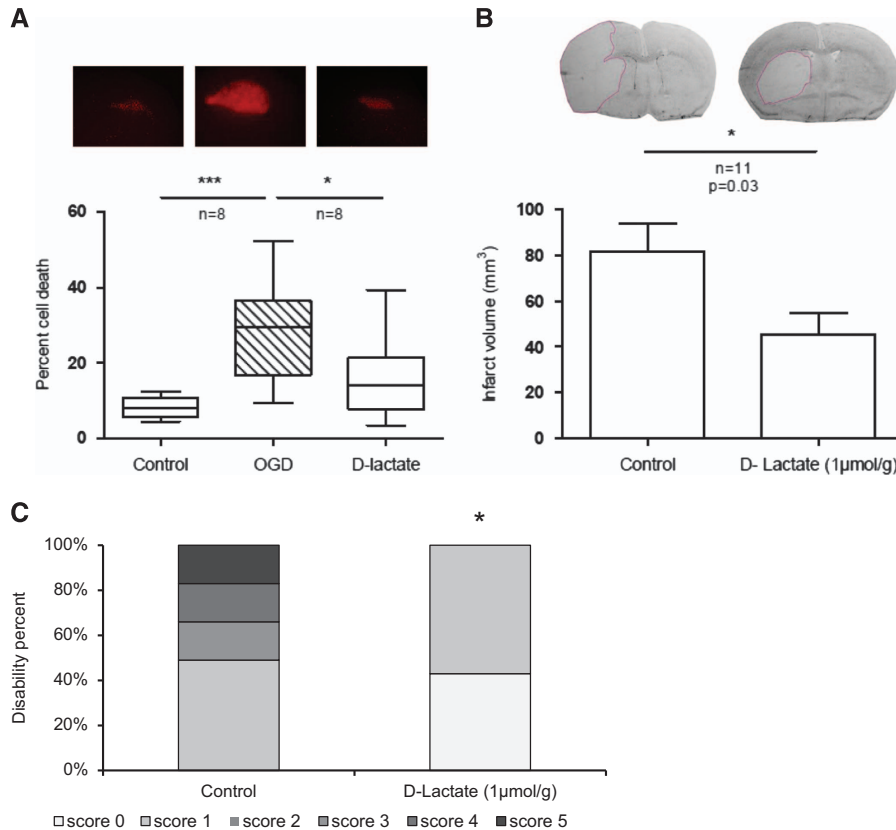 A
***
*
n=8
n=8
60
40
20
0
Percent cell death
Control OGD D-lactate
B
*
n=11
p=0.03
100
80
60
40
20
0
Infarct volume (mm³)
Control D- Lactate (1µmol/g)
C
*
100%
80%
60%
40%
20%
0%
Disability percent
Control D-Lactate (1µmol/g)
score 0 score 1 score 2 score 3 score 4 score 5